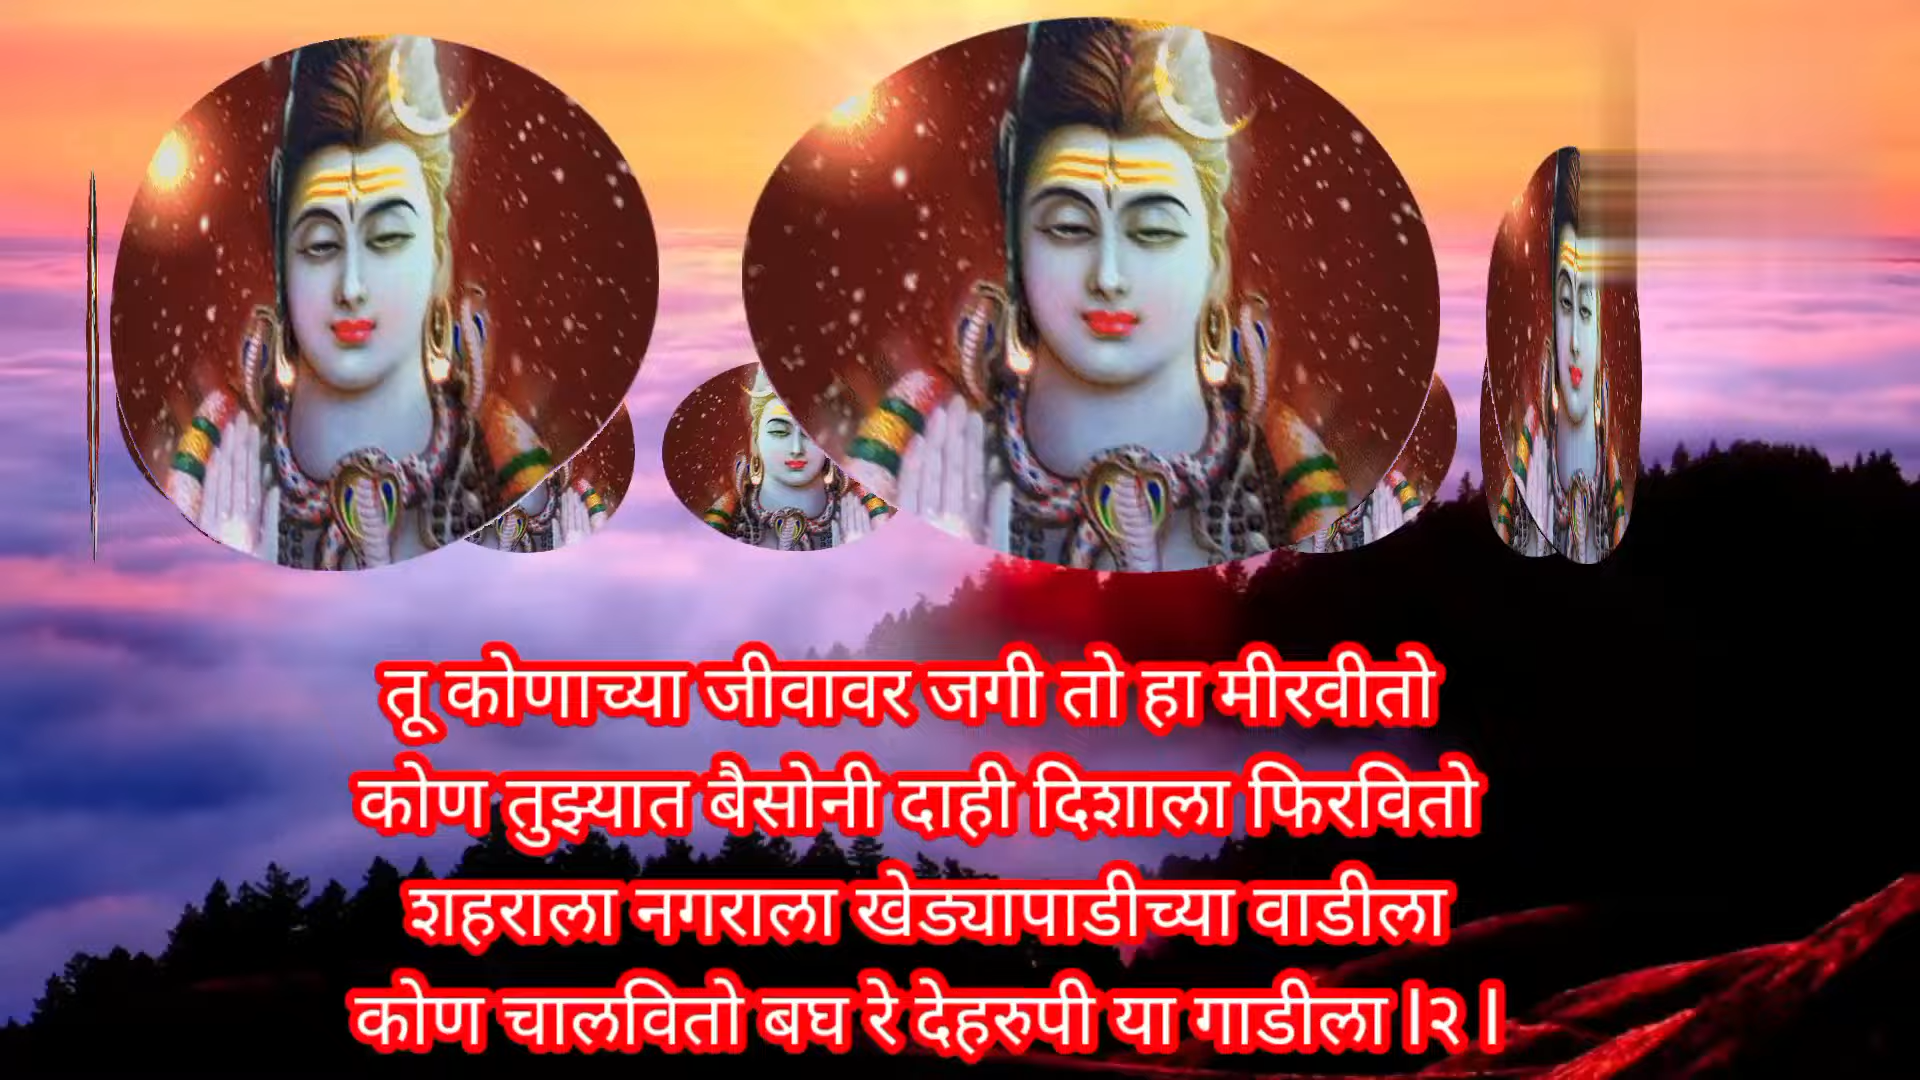 तू कोणाच्या जीवावर जगी तो हा मीरवीतो
कोण तुझ्यात बैसोनी दाही दिशाला फिरवितो
शहराला नगराला खेड्यापाडीच्या वाडीला
कोण चालवितो बघ रे देहरुपी या गाडीला ।२ ।